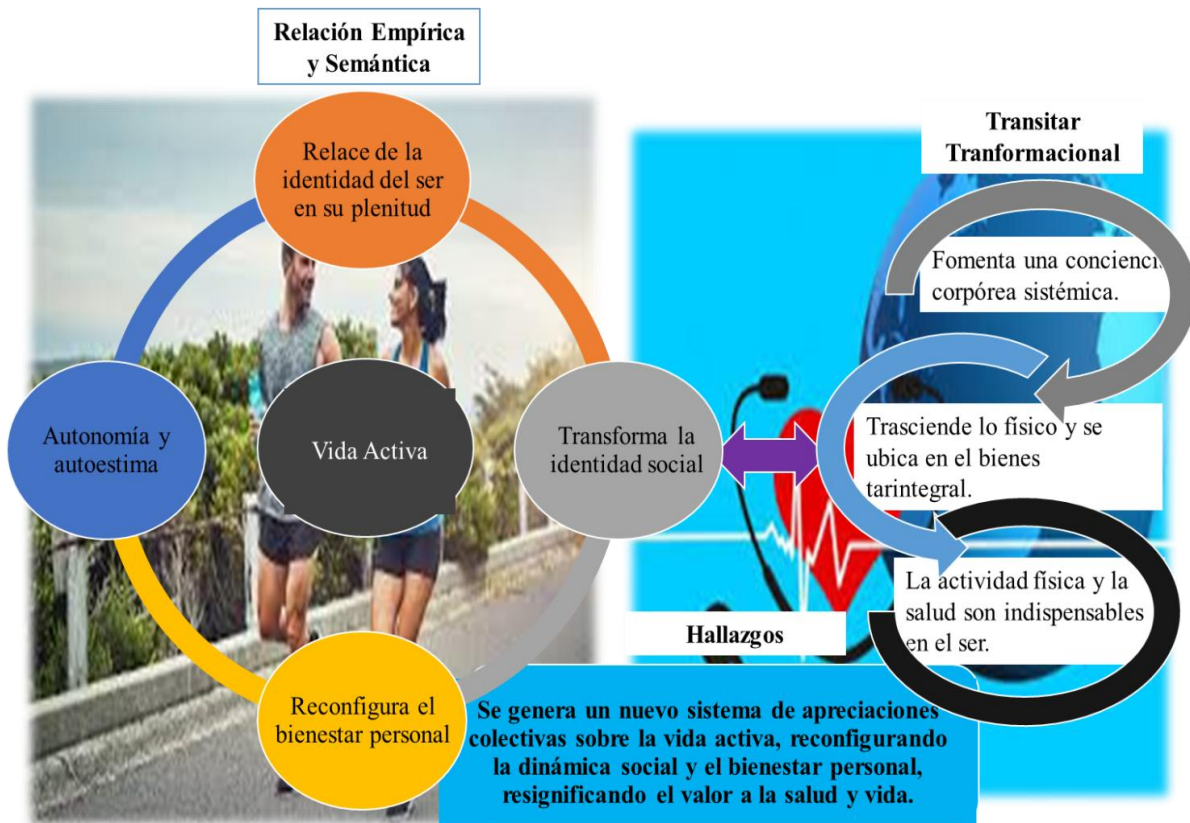 Relación Empírica
y Semántica
Relace de la
identidad del ser
en su plenitud
Autonomía y
autoestima
Vida Activa
Transforma la
identidad social
Reconfigura el
bienestar personal
Transitar
Tranformacional
Fomenta una concienci
corpórea sistémica.
Trasciende lo físico y se
ubica en el bienes
tarintegral.
La actividad física y la
salud son indispensables
en el ser.
Hallazgos
Se genera un nuevo sistema de apreciaciones
colectivas sobre la vida activa, reconfigurando
la dinámica social y el bienestar personal,
resignificando el valor a la salud y vida.